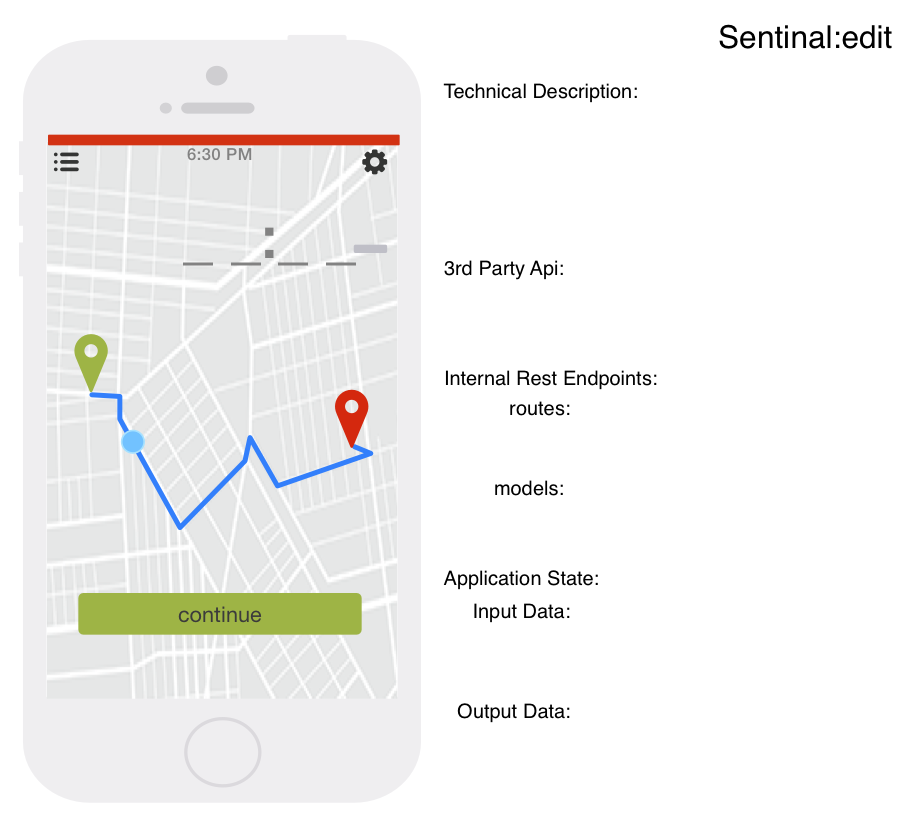 Sentinal:edit
Technical Description:
6:30 PM
3rd Party Api:
Internal Rest Endpoints:
routes:
models:
Application State:
Input Data:
continue
Output Data: